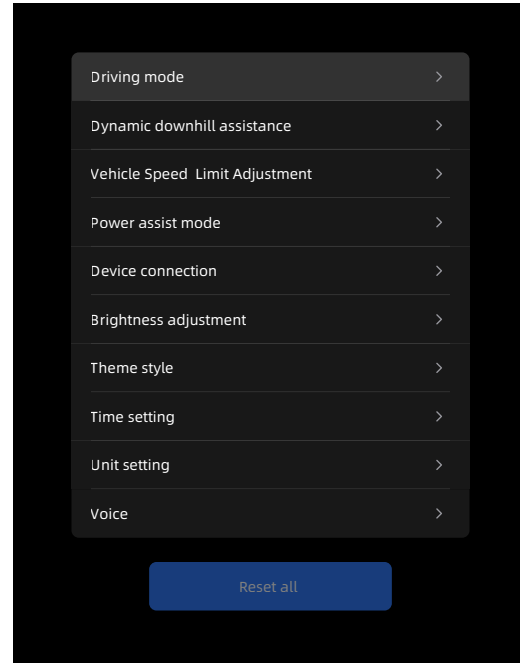 Driving mode
Dynamic downhill assistance
Vehicle Speed Limit Adjustment
Power assist mode
Device connection
Brightness adjustment
Theme style
Time setting
Unit setting
Voice
Reset all